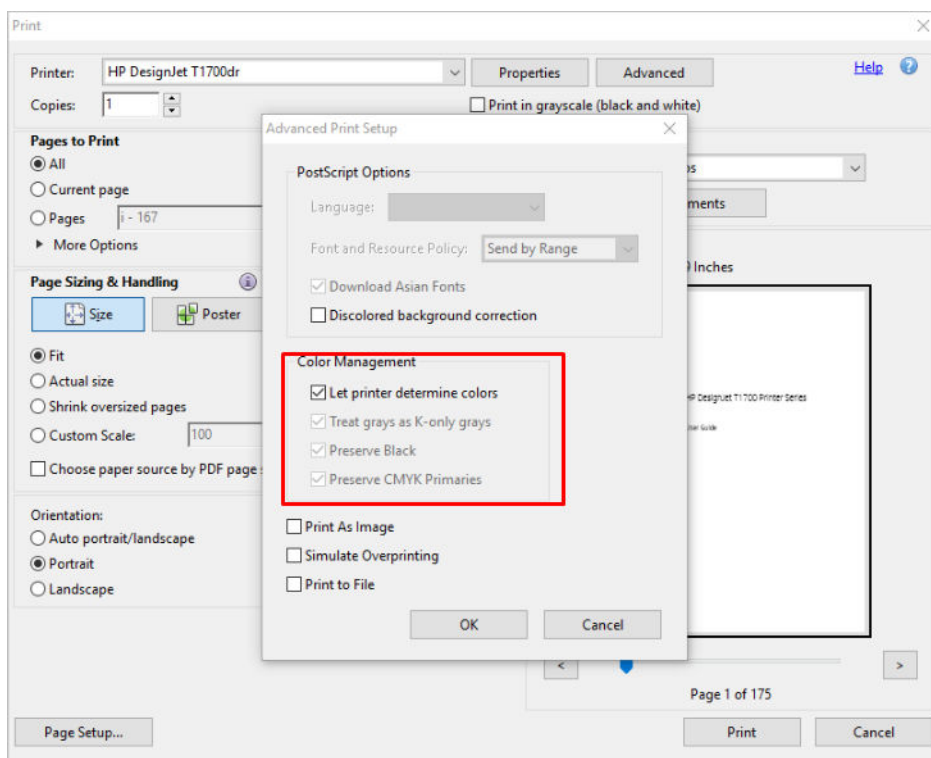 Print
Printer: HP DesignJet T1700dr Properties Advanced Help
Copies: 1 Print in grayscale (black and white)
Pages to Print
All
Current page
Pages i - 167
More Options
Page Sizing & Handling
Size Poster
Fit
Actual size
Shrink oversized pages
Custom Scale: 100
Choose paper source by PDF page
Orientation:
Auto portrait/landscape
Portrait
Landscape
Advanced Print Setup
PostScript Options
Language:
Font and Resource Policy: Send by Range
Download Asian Fonts
Discolored background correction
Color Management
Let printer determine colors
Treat grays as K-only grays
Preserve Black
Preserve CMYK Primaries
Print As Image
Simulate Overprinting
Print to File
OK Cancel
Inches
HP DesignJet T1700 Printer Series
Guide
< >
Page 1 of 175
Page Setup... Print Cancel